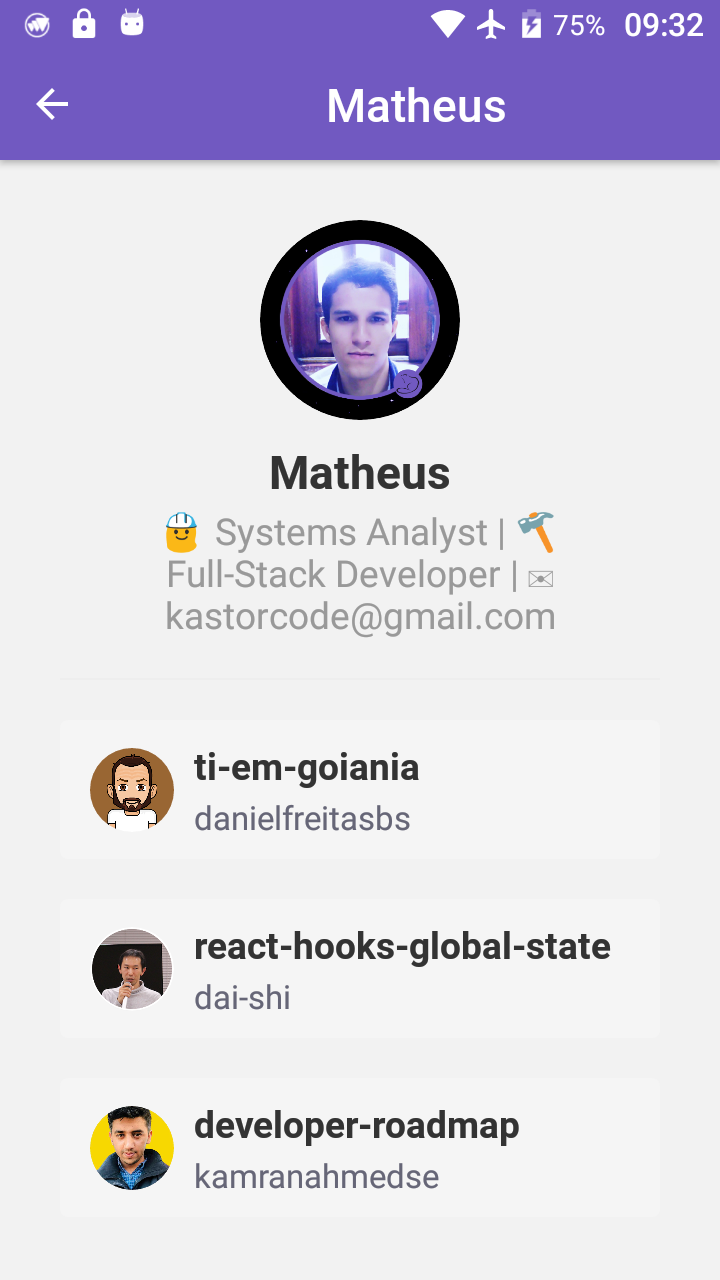 75% 09:32
Matheus
Matheus
Systems Analyst |
Full-Stack Developer |
kastorcode@gmail.com
ti-em-goiania
danielfreitasbs
react-hooks-global-state
dai-shi
developer-roadmap
kamranahmedse